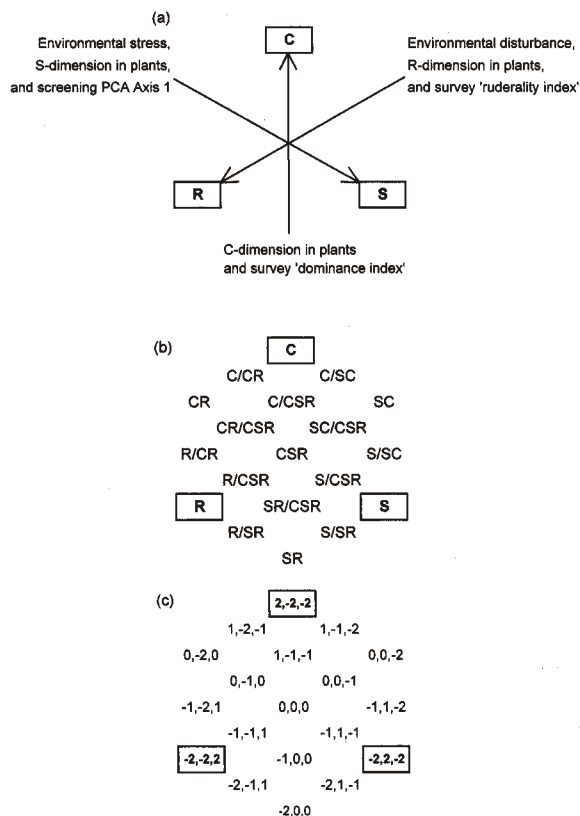 (a)
C
Environmental stress,
S-dimension in plants,
and screening PCA Axis 1
Environmental disturbance,
R-dimension in plants,
and survey 'ruderality index'
R
S
C-dimension in plants
and survey 'dominance index'
(b)
C
C/CR C/SC
CR C/CSR SC
CR/CSR SC/CSR
R/CR CSR S/SC
R/CSR S/CSR
R SR/CSR S
R/SR S/SR
SR
(c)
2,-2,-2
1,-2,-1 1,-1,-2
0,-2,0 1,-1,-1 0,0,-2
0,-1,0 0,0,-1
-1,-2,1 0,0,0 -1,1,-2
-1,-1,1 -1,1,-1
-2,-2,2 -1,0,0 -2,2,-2
-2,-1,1 -2,1,-1
-2,0,0